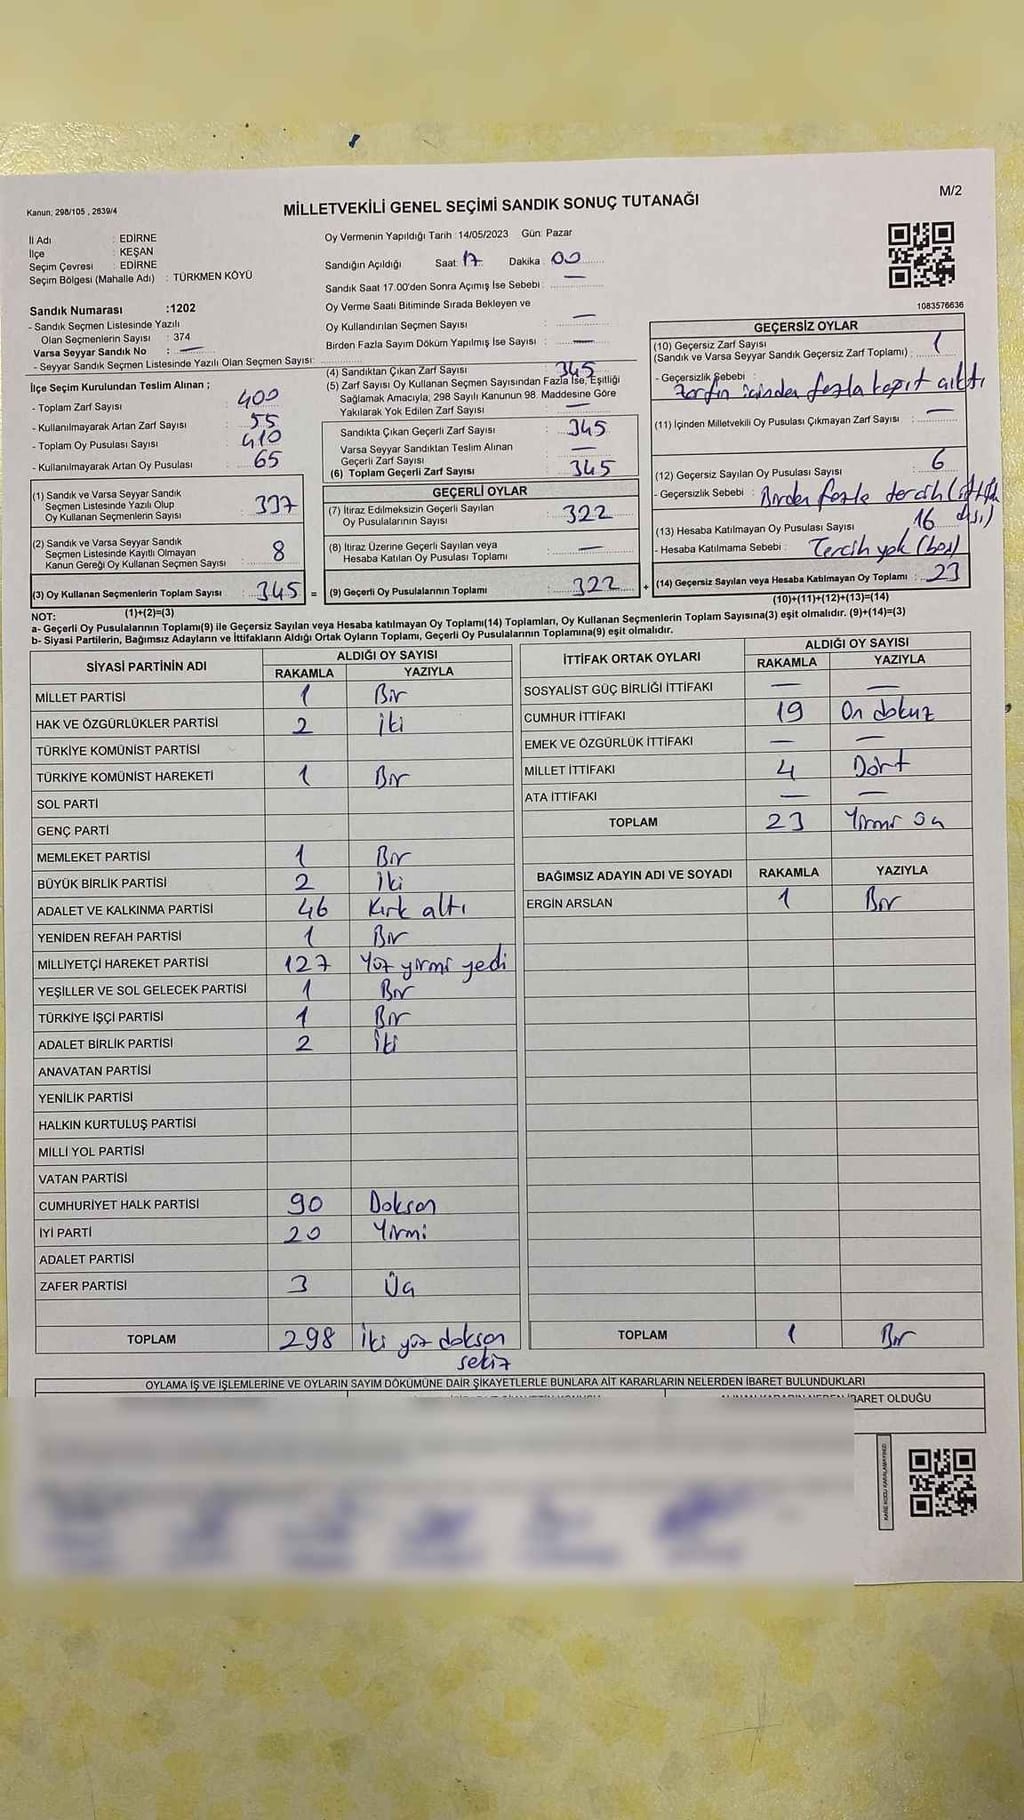 M/2
Kanun, 298/105 , 2839/4
MİLLETVEKİLİ GENEL SEÇİMİ SANDIK SONUÇ TUTANAĞI
İl Adı : EDİRNE
İlçe : KEŞAN
Seçim Çevresi : EDİRNE
Seçim Bölgesi (Mahalle Adı) : TÜRKMEN KÖYÜ
Sandık Numarası :1202
- Sandık Seçmen Listesinde Yazılı
Olan Seçmenlerin Sayısı : 374
Varsa Seyyar Sandık No : —
- Seyyar Sandık Seçmen Listesinde Yazılı Olan Seçmen Sayısı:
Oy Vermenin Yapıldığı Tarih :14/05/2023 Gün: Pazar
Sandığın Açıldığı Saat: 17 Dakika : 00
Sandık Saat 17.00'den Sonra Açımış İse Sebebi : —
Oy Verme Saati Bitiminde Sırada Bekleyen ve
Oy Kullandırılan Seçmen Sayısı : —
Birden Fazla Sayım Döküm Yapılmış İse Sayısı : —
1083576636
İlçe Seçim Kurulundan Teslim Alınan ;
- Toplam Zarf Sayısı : 400
- Kullanılmayarak Artan Zarf Sayısı : 55
- Toplam Oy Pusulası Sayısı : 410
- Kullanılmayarak Artan Oy Pusulası : 65
(4) Sandıktan Çıkan Zarf Sayısı : 345
(5) Zarf Sayısı Oy Kullanan Seçmen Sayısından Fazla İse, Eşitliği
Sağlamak Amacıyla, 298 Sayılı Kanunun 98. Maddesine Göre
Yakılarak Yok Edilen Zarf Sayısı : —
Sandıkta Çıkan Geçerli Zarf Sayısı : 345
Varsa Seyyar Sandıktan Teslim Alınan
Geçerli Zarf Sayısı : —
(6) Toplam Geçerli Zarf Sayısı : 345
GEÇERSİZ OYLAR
(10) Geçersiz Zarf Sayısı
(Sandık ve Varsa Seyyar Sandık Geçersiz Zarf Toplamı) : 1
- Geçersizlik Sebebi :
zarfın içinden fazla kağıt çıktı
(11) İçinden Milletvekili Oy Pusulası Çıkmayan Zarf Sayısı : —
(12) Geçersiz Sayılan Oy Pusulası Sayısı : 6
- Geçersizlik Sebebi : Birden fazla tercih (ittifak
dışı)
(13) Hesaba Katılmayan Oy Pusulası Sayısı : 16
- Hesaba Katılmama Sebebi : Tercih yok (boş)
(14) Geçersiz Sayılan veya Hesaba Katılmayan Oy Toplamı : 23
(10)+(11)+(12)+(13)=(14)
(1) Sandık ve Varsa Seyyar Sandık
Seçmen Listesinde Yazılı Olup
Oy Kullanan Seçmenlerin Sayısı : 337
(2) Sandık ve Varsa Seyyar Sandık
Seçmen Listesinde Kayıtlı Olmayan
Kanun Gereği Oy Kullanan Seçmen Sayısı : 8
(3) Oy Kullanan Seçmenlerin Toplam Sayısı : 345 =
(1)+(2)=(3)
GEÇERLİ OYLAR
(7) İtiraz Edilmeksizin Geçerli Sayılan
Oy Pusulalarının Sayısı : 322
(8) İtiraz Üzerine Geçerli Sayılan veya
Hesaba Katılan Oy Pusulası Toplamı : —
(9) Geçerli Oy Pusulalarının Toplamı : 322 +
NOT:
a- Geçerli Oy Pusulalarının Toplamı(9) ile Geçersiz Sayılan veya Hesaba katılmayan Oy Toplamı(14) Toplamları, Oy Kullanan Seçmenlerin Toplam Sayısına(3) eşit olmalıdır. (9)+(14)=(3)
b- Siyasi Partilerin, Bağımsız Adayların ve İttifakların Aldığı Ortak Oyların Toplamı, Geçerli Oy Pusulalarının Toplamına(9) eşit olmalıdır.
SİYASİ PARTİNİN ADI ALDIĞI OY SAYISI
RAKAMLA YAZIYLA
MİLLET PARTİSİ 1 Bir
HAK VE ÖZGÜRLÜKLER PARTİSİ 2 İki
TÜRKİYE KOMÜNİST PARTİSİ
TÜRKİYE KOMÜNİST HAREKETİ 1 Bir
SOL PARTİ
GENÇ PARTİ
MEMLEKET PARTİSİ 1 Bir
BÜYÜK BİRLİK PARTİSİ 2 İki
ADALET VE KALKINMA PARTİSİ 46 Kırk altı
YENİDEN REFAH PARTİSİ 1 Bir
MİLLİYETÇİ HAREKET PARTİSİ 127 Yüz yirmi yedi
YEŞİLLER VE SOL GELECEK PARTİSİ 1 Bir
TÜRKİYE İŞÇİ PARTİSİ 1 Bir
ADALET BİRLİK PARTİSİ 2 İki
ANAVATAN PARTİSİ
YENİLİK PARTİSİ
HALKIN KURTULUŞ PARTİSİ
MİLLİ YOL PARTİSİ
VATAN PARTİSİ
CUMHURİYET HALK PARTİSİ 90 Doksan
İYİ PARTİ 20 Yirmi
ADALET PARTİSİ
ZAFER PARTİSİ 3 Üç
TOPLAM 298 İki yüz doksan
sekiz
İTTİFAK ORTAK OYLARI ALDIĞI OY SAYISI
RAKAMLA YAZIYLA
SOSYALİST GÜÇ BİRLİĞİ İTTİFAKI — —
CUMHUR İTTİFAKI 19 On dokuz
EMEK VE ÖZGÜRLÜK İTTİFAKI — —
MİLLET İTTİFAKI 4 Dört
ATA İTTİFAKI — —
TOPLAM 23 Yirmi üç
BAĞIMSIZ ADAYIN ADI VE SOYADI RAKAMLA YAZIYLA
ERGİN ARSLAN 1 Bir
TOPLAM 1 Bir
OYLAMA İŞ VE İŞLEMLERİNE VE OYLARIN SAYIM DÖKÜMÜNE DAİR ŞİKAYETLERLE BUNLARA AİT KARARLARIN NELERDEN İBARET BULUNDUKLARI
İBARET OLDUĞU
KARE KODU KARALAMAYINIZ!